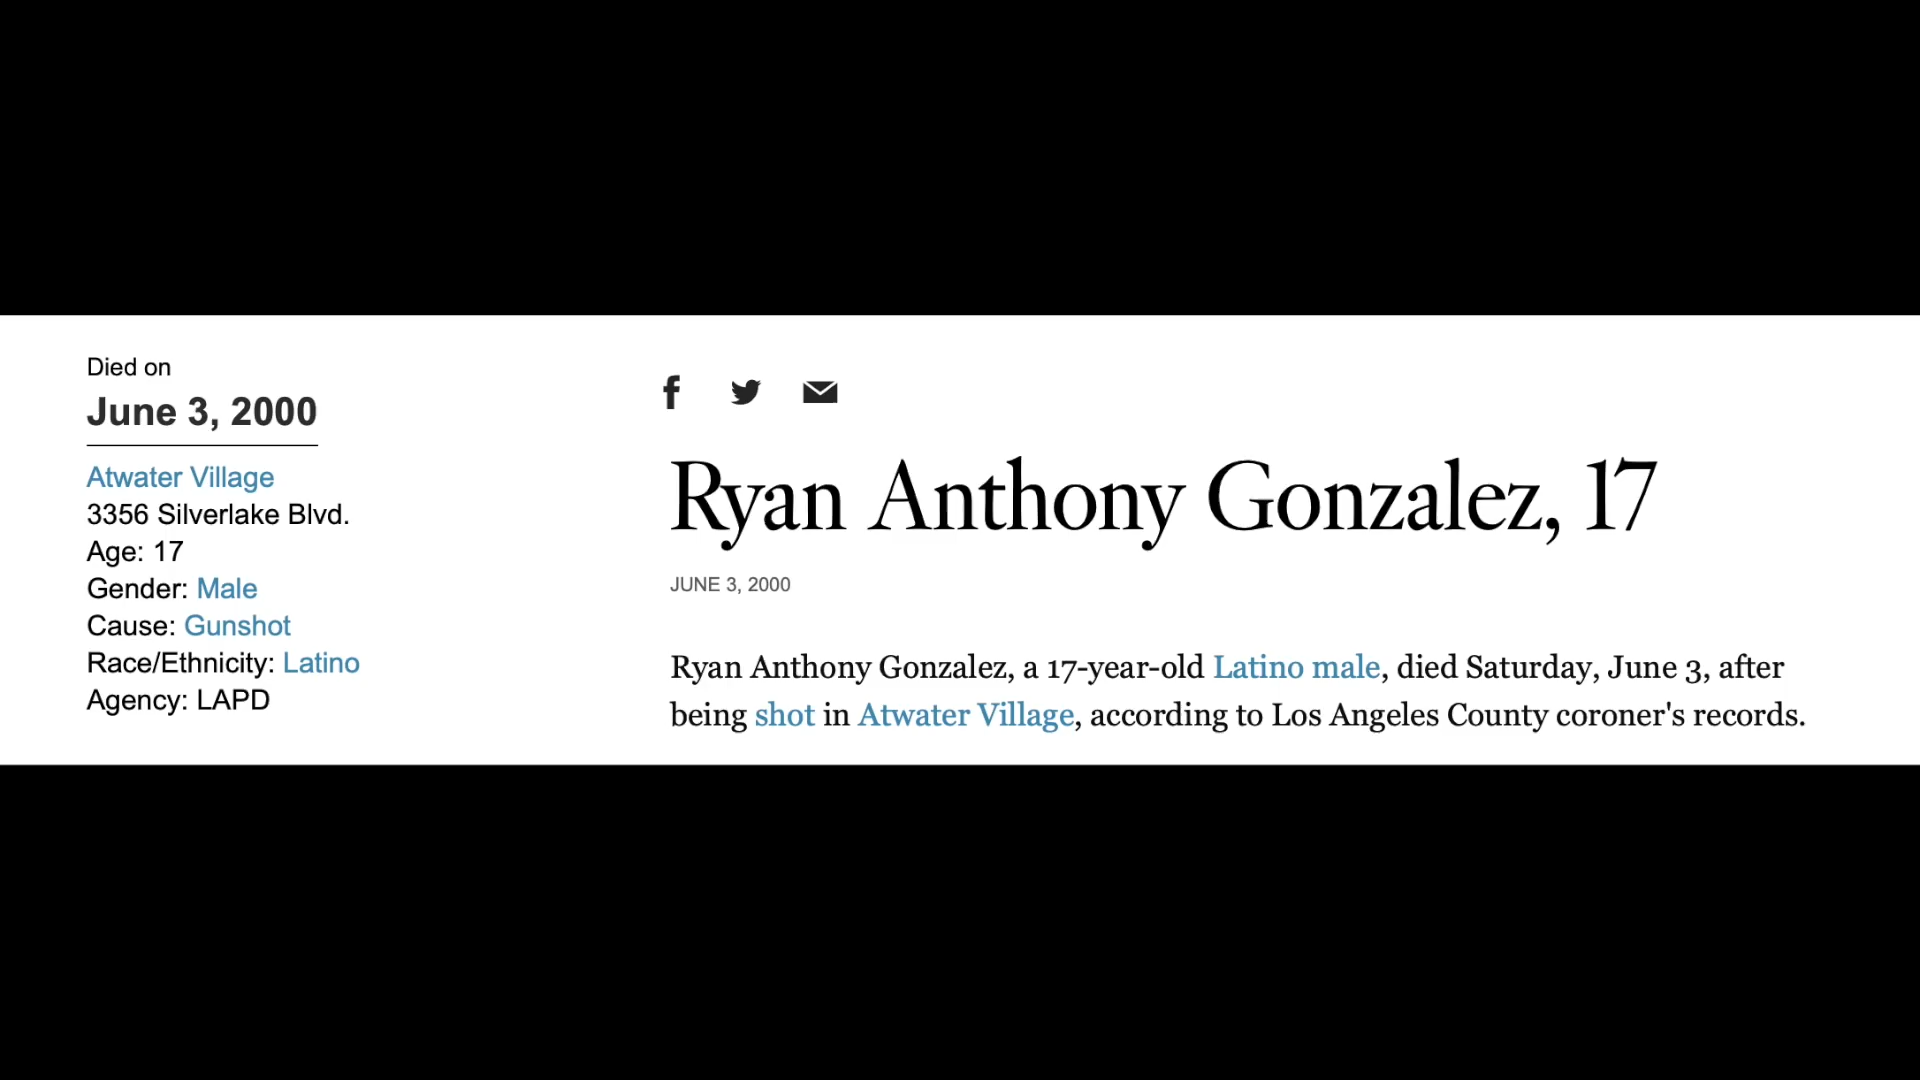 Died on
June 3, 2000
Atwater Village
3356 Silverlake Blvd.
Age: 17
Gender: Male
Cause: Gunshot
Race/Ethnicity: Latino
Agency: LAPD
Ryan Anthony Gonzalez, 17
JUNE 3, 2000
Ryan Anthony Gonzalez, a 17-year-old Latino male, died Saturday, June 3, after
being shot in Atwater Village, according to Los Angeles County coroner's records.